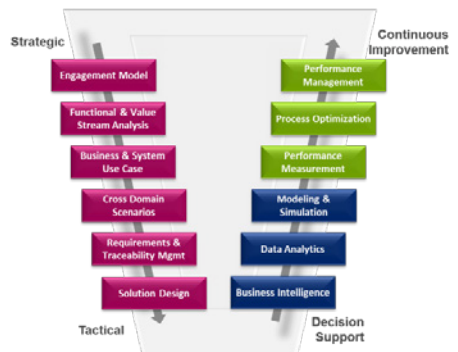 Strategic
Continuous
Improvement
Engagement Model
Performance
Management
Functional & Value
Stream Analysis
Process Optimization
Business & System
Use Case
Performance
Measurement
Cross Domain
Scenarios
Modeling &
Simulation
Requirements &
Traceability Mgmt
Data Analytics
Solution Design
Business Intelligence
Tactical
Decision
Support